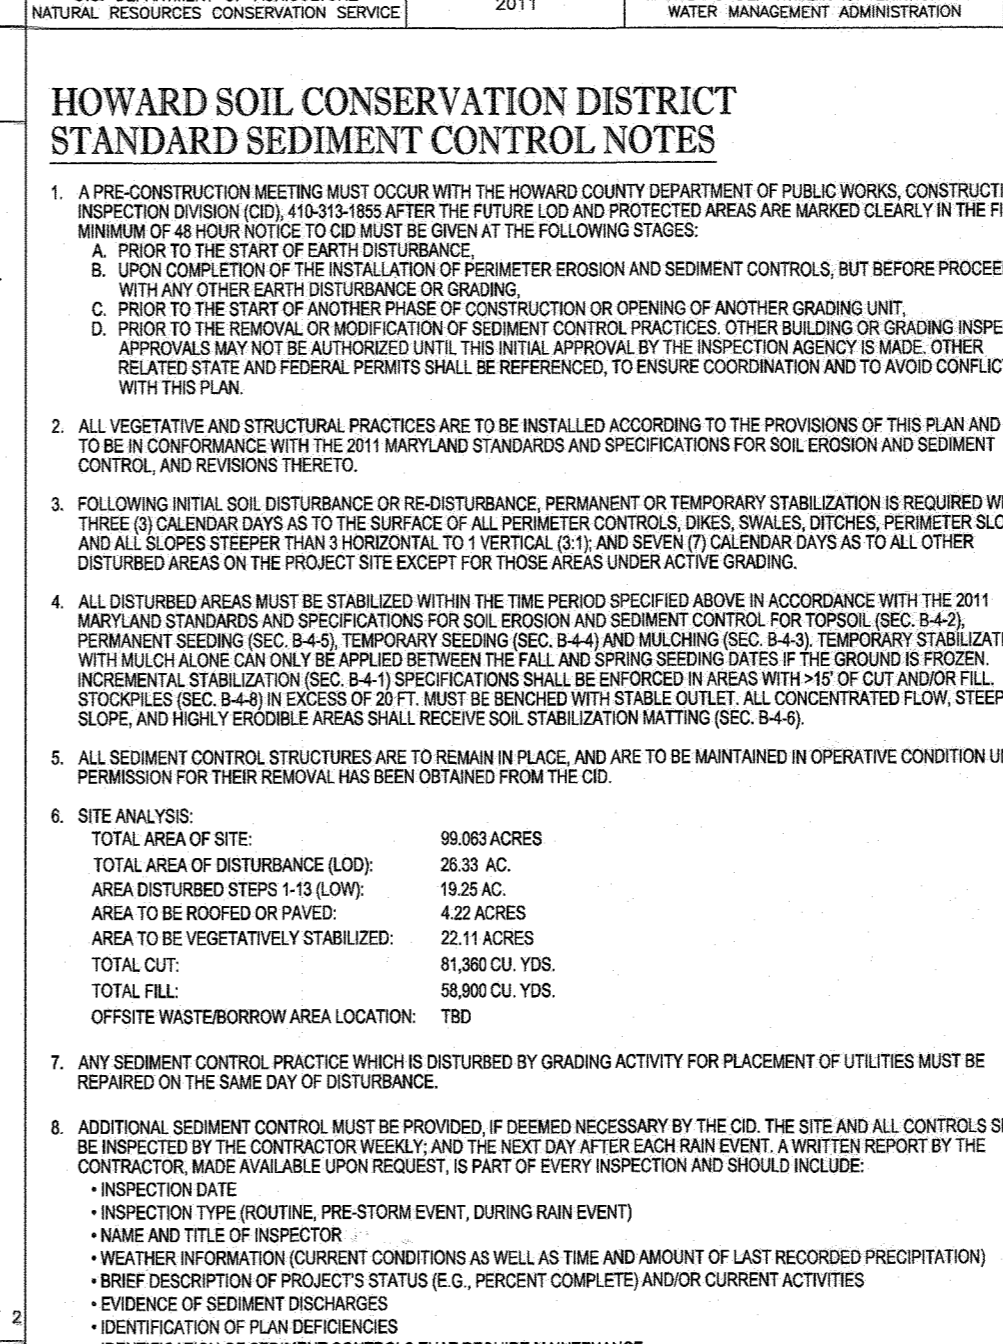 NATURAL RESOURCES CONSERVATION SERVICE
2011
WATER MANAGEMENT ADMINISTRATION
HOWARD SOIL CONSERVATION DISTRICT
STANDARD SEDIMENT CONTROL NOTES
1. A PRE-CONSTRUCTION MEETING MUST OCCUR WITH THE HOWARD COUNTY DEPARTMENT OF PUBLIC WORKS, CONSTRUCTI
INSPECTION DIVISION (CID), 410-313-1855 AFTER THE FUTURE LOD AND PROTECTED AREAS ARE MARKED CLEARLY IN THE FI
MINIMUM OF 48 HOUR NOTICE TO CID MUST BE GIVEN AT THE FOLLOWING STAGES:
A. PRIOR TO THE START OF EARTH DISTURBANCE,
B. UPON COMPLETION OF THE INSTALLATION OF PERIMETER EROSION AND SEDIMENT CONTROLS, BUT BEFORE PROCEE
WITH ANY OTHER EARTH DISTURBANCE OR GRADING,
C. PRIOR TO THE START OF ANOTHER PHASE OF CONSTRUCTION OR OPENING OF ANOTHER GRADING UNIT,
D. PRIOR TO THE REMOVAL OR MODIFICATION OF SEDIMENT CONTROL PRACTICES. OTHER BUILDING OR GRADING INSPE
APPROVALS MAY NOT BE AUTHORIZED UNTIL THIS INITIAL APPROVAL BY THE INSPECTION AGENCY IS MADE. OTHER
RELATED STATE AND FEDERAL PERMITS SHALL BE REFERENCED, TO ENSURE COORDINATION AND TO AVOID CONFLIC
WITH THIS PLAN.
2. ALL VEGETATIVE AND STRUCTURAL PRACTICES ARE TO BE INSTALLED ACCORDING TO THE PROVISIONS OF THIS PLAN AND
TO BE IN CONFORMANCE WITH THE 2011 MARYLAND STANDARDS AND SPECIFICATIONS FOR SOIL EROSION AND SEDIMENT
CONTROL, AND REVISIONS THERETO.
3. FOLLOWING INITIAL SOIL DISTURBANCE OR RE-DISTURBANCE, PERMANENT OR TEMPORARY STABILIZATION IS REQUIRED WI
THREE (3) CALENDAR DAYS AS TO THE SURFACE OF ALL PERIMETER CONTROLS, DIKES, SWALES, DITCHES, PERIMETER SLO
AND ALL SLOPES STEEPER THAN 3 HORIZONTAL TO 1 VERTICAL (3:1); AND SEVEN (7) CALENDAR DAYS AS TO ALL OTHER
DISTURBED AREAS ON THE PROJECT SITE EXCEPT FOR THOSE AREAS UNDER ACTIVE GRADING.
4. ALL DISTURBED AREAS MUST BE STABILIZED WITHIN THE TIME PERIOD SPECIFIED ABOVE IN ACCORDANCE WITH THE 2011
MARYLAND STANDARDS AND SPECIFICATIONS FOR SOIL EROSION AND SEDIMENT CONTROL FOR TOPSOIL (SEC. B-4-2),
PERMANENT SEEDING (SEC. B-4-5), TEMPORARY SEEDING (SEC. B-4-4) AND MULCHING (SEC. B-4-3). TEMPORARY STABILIZATI
WITH MULCH ALONE CAN ONLY BE APPLIED BETWEEN THE FALL AND SPRING SEEDING DATES IF THE GROUND IS FROZEN.
INCREMENTAL STABILIZATION (SEC. B-4-1) SPECIFICATIONS SHALL BE ENFORCED IN AREAS WITH >15' OF CUT AND/OR FILL.
STOCKPILES (SEC. B-4-8) IN EXCESS OF 20 FT. MUST BE BENCHED WITH STABLE OUTLET. ALL CONCENTRATED FLOW, STEEP
SLOPE, AND HIGHLY ERODIBLE AREAS SHALL RECEIVE SOIL STABILIZATION MATTING (SEC. B-4-6).
5. ALL SEDIMENT CONTROL STRUCTURES ARE TO REMAIN IN PLACE, AND ARE TO BE MAINTAINED IN OPERATIVE CONDITION U
PERMISSION FOR THEIR REMOVAL HAS BEEN OBTAINED FROM THE CID.
6. SITE ANALYSIS:
TOTAL AREA OF SITE: 99.063 ACRES
TOTAL AREA OF DISTURBANCE (LOD): 26.33 AC.
AREA DISTURBED STEPS 1-13 (LOW): 19.25 AC.
AREA TO BE ROOFED OR PAVED: 4.22 ACRES
AREA TO BE VEGETATIVELY STABILIZED: 22.11 ACRES
TOTAL CUT: 81,360 CU. YDS.
TOTAL FILL: 58,900 CU. YDS.
OFFSITE WASTE/BORROW AREA LOCATION: TBD
7. ANY SEDIMENT CONTROL PRACTICE WHICH IS DISTURBED BY GRADING ACTIVITY FOR PLACEMENT OF UTILITIES MUST BE
REPAIRED ON THE SAME DAY OF DISTURBANCE.
8. ADDITIONAL SEDIMENT CONTROL MUST BE PROVIDED, IF DEEMED NECESSARY BY THE CID. THE SITE AND ALL CONTROLS S
BE INSPECTED BY THE CONTRACTOR WEEKLY; AND THE NEXT DAY AFTER EACH RAIN EVENT. A WRITTEN REPORT BY THE
CONTRACTOR, MADE AVAILABLE UPON REQUEST, IS PART OF EVERY INSPECTION AND SHOULD INCLUDE:
• INSPECTION DATE
• INSPECTION TYPE (ROUTINE, PRE-STORM EVENT, DURING RAIN EVENT)
• NAME AND TITLE OF INSPECTOR
• WEATHER INFORMATION (CURRENT CONDITIONS AS WELL AS TIME AND AMOUNT OF LAST RECORDED PRECIPITATION)
• BRIEF DESCRIPTION OF PROJECT'S STATUS (E.G., PERCENT COMPLETE) AND/OR CURRENT ACTIVITIES
• EVIDENCE OF SEDIMENT DISCHARGES
2
• IDENTIFICATION OF PLAN DEFICIENCIES